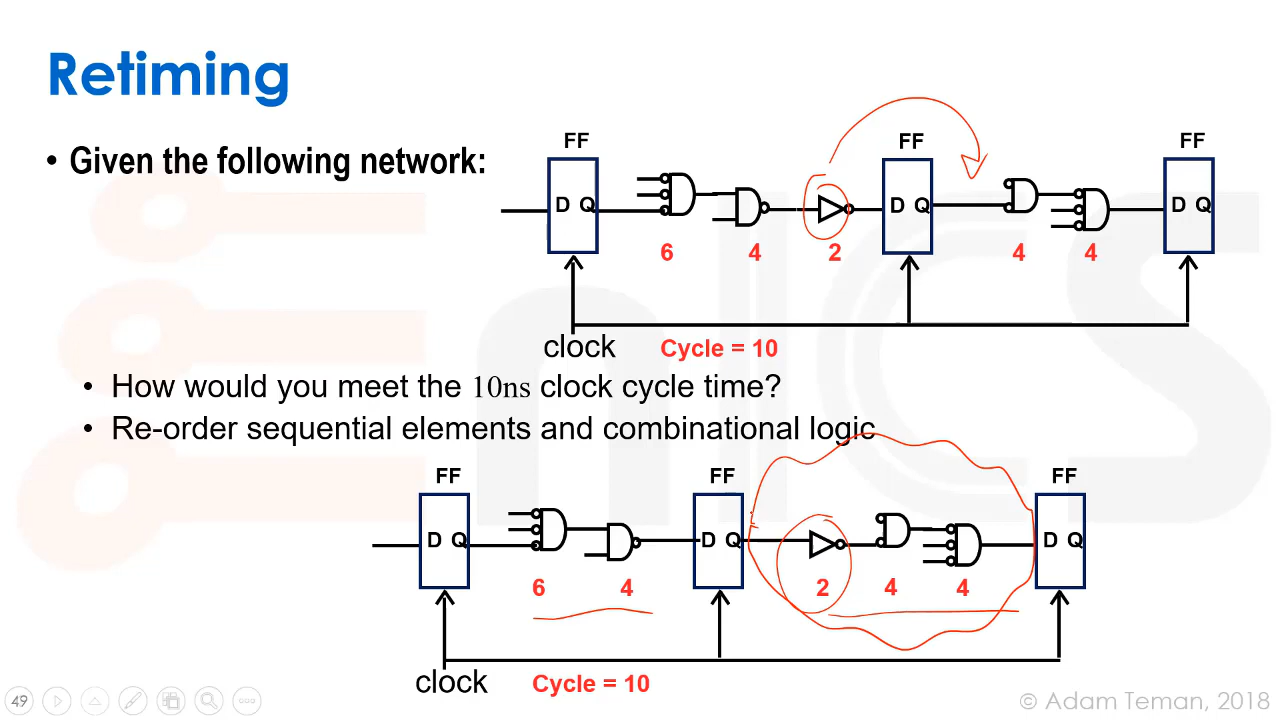 Retiming
• Given the following network:
FF
FF
FF
D Q
D Q
D Q
6
4
2
4
4
clock
Cycle = 10
• How would you meet the 10ns clock cycle time?
• Re-order sequential elements and combinational logic
FF
FF
FF
D Q
D Q
D Q
6
4
2
4
4
clock
Cycle = 10
49
© Adam Teman, 2018